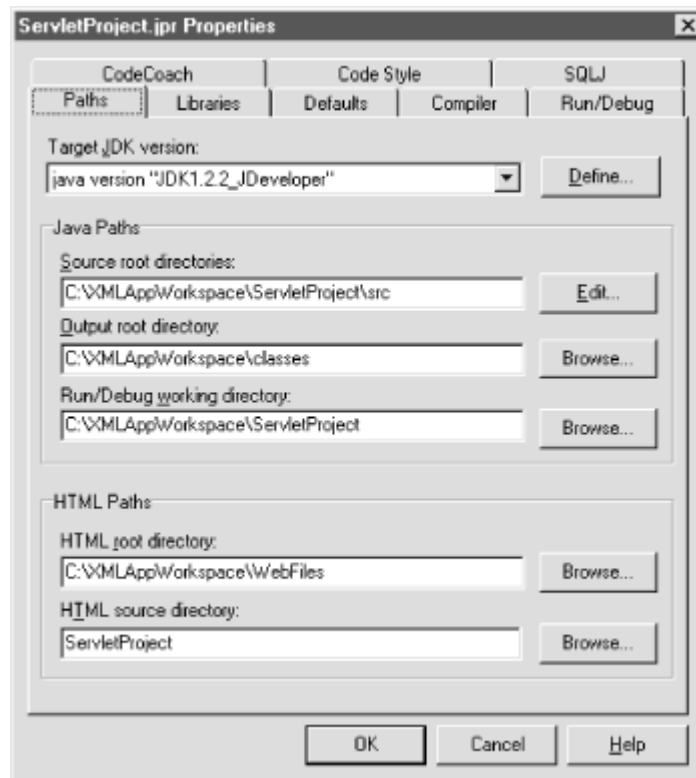 ServletProject.jpr Properties
CodeCoach Code Style SQLJ
Paths Libraries Defaults Compiler Run/Debug
Target JDK version:
java version "JDK1.2.2_JDeveloper" Define...
Java Paths
Source root directories:
C:\XMLAppWorkspace\ServletProject\src Edit...
Output root directory:
C:\XMLAppWorkspace\classes Browse...
Run/Debug working directory:
C:\XMLAppWorkspace\ServletProject Browse...
HTML Paths
HTML root directory:
C:\XMLAppWorkspace\WebFiles Browse...
HTML source directory:
ServletProject Browse...
OK Cancel Help